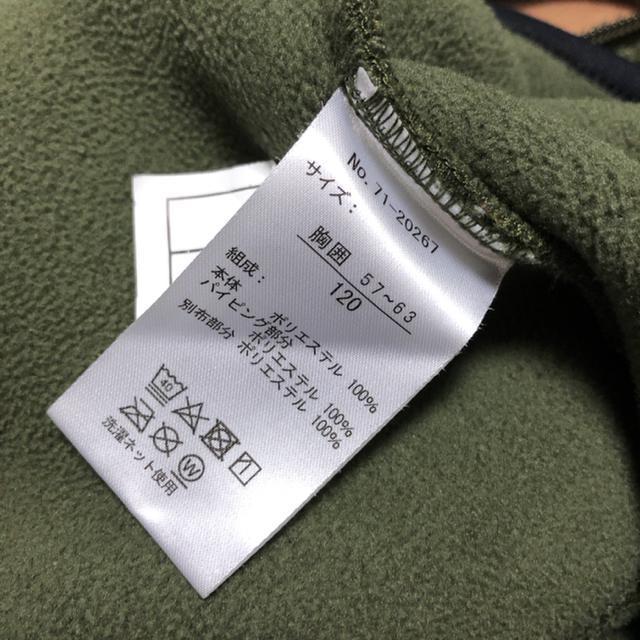 No. 71-20267
サイズ：
胸囲 57~63
120
組成：
本体 ポリエステル 100%
パイピング部分
ポリエステル 100%
別布部分 ポリエステル 100%
40
W
洗濯ネット使用